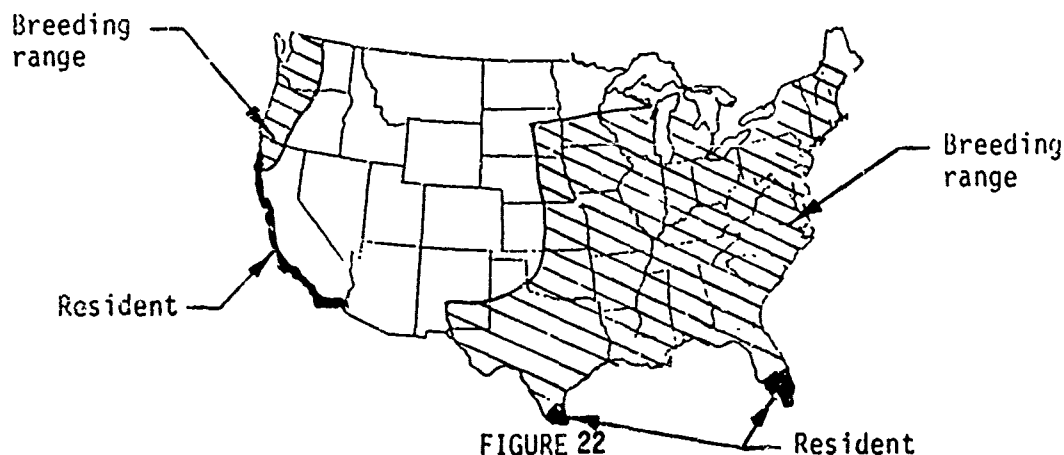 Breeding
range
Breeding
range
Resident
FIGURE 22
Resident